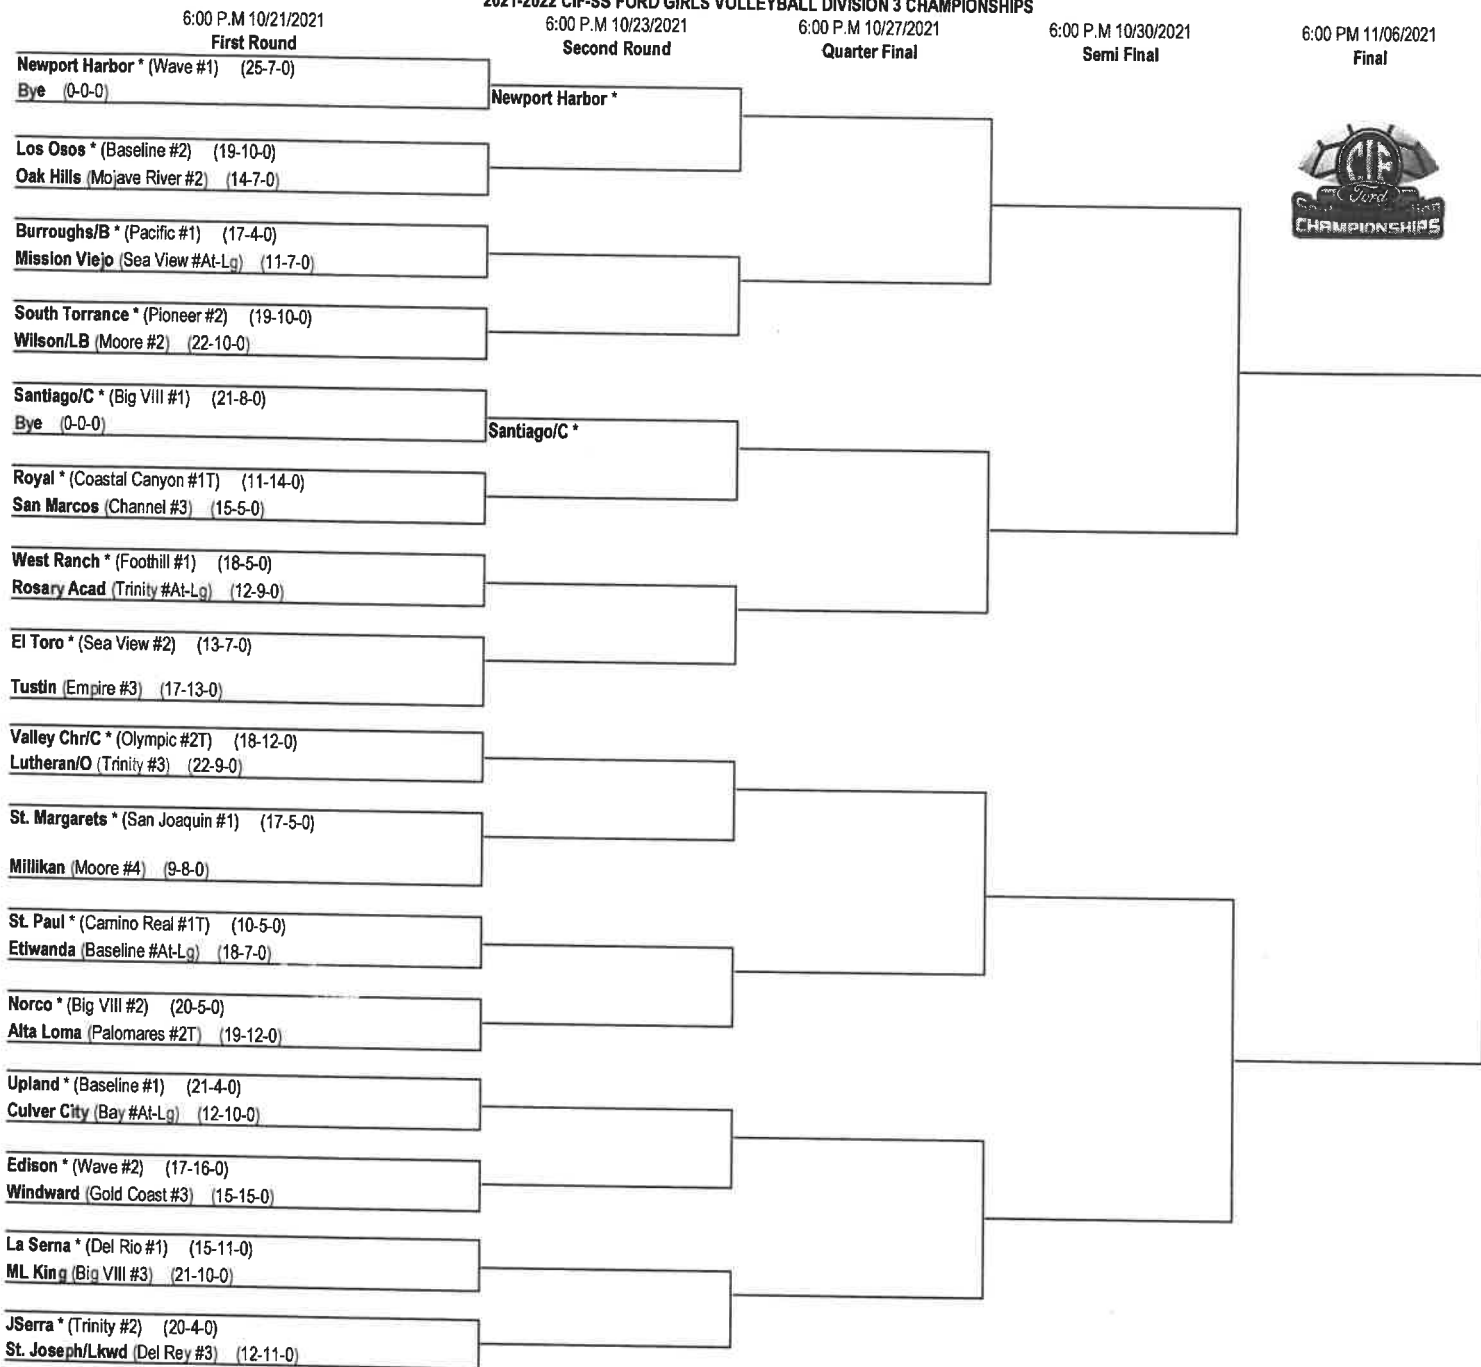 2021-2022 CIF-SS FORD GIRLS VOLLEYBALL DIVISION 3 CHAMPIONSHIPS
6:00 P.M 10/21/2021
First Round
6:00 P.M 10/23/2021
Second Round
6:00 P.M 10/27/2021
Quarter Final
6:00 P.M 10/30/2021
Semi Final
6:00 PM 11/06/2021
Final
CIF
Ford
CHAMPIONSHIPS
Newport Harbor * (Wave #1) (25-7-0)
Bye (0-0-0)
Newport Harbor *
Los Osos * (Baseline #2) (19-10-0)
Oak Hills (Mojave River #2) (14-7-0)
Burroughs/B * (Pacific #1) (17-4-0)
Mission Viejo (Sea View #At-Lg) (11-7-0)
South Torrance * (Pioneer #2) (19-10-0)
Wilson/LB (Moore #2) (22-10-0)
Santiago/C * (Big VIII #1) (21-8-0)
Bye (0-0-0)
Santiago/C *
Royal * (Coastal Canyon #1T) (11-14-0)
San Marcos (Channel #3) (15-5-0)
West Ranch * (Foothill #1) (18-5-0)
Rosary Acad (Trinity #At-Lg) (12-9-0)
El Toro * (Sea View #2) (13-7-0)
Tustin (Empire #3) (17-13-0)
Valley Chr/C * (Olympic #2T) (18-12-0)
Lutheran/O (Trinity #3) (22-9-0)
St. Margarets * (San Joaquin #1) (17-5-0)
Millikan (Moore #4) (9-8-0)
St. Paul * (Camino Real #1T) (10-5-0)
Etiwanda (Baseline #At-Lg) (18-7-0)
Norco * (Big VIII #2) (20-5-0)
Alta Loma (Palomares #2T) (19-12-0)
Upland * (Baseline #1) (21-4-0)
Culver City (Bay #At-Lg) (12-10-0)
Edison * (Wave #2) (17-16-0)
Windward (Gold Coast #3) (15-15-0)
La Serna * (Del Rio #1) (15-11-0)
ML King (Big VIII #3) (21-10-0)
JSerra * (Trinity #2) (20-4-0)
St. Joseph/Lkwd (Del Rey #3) (12-11-0)